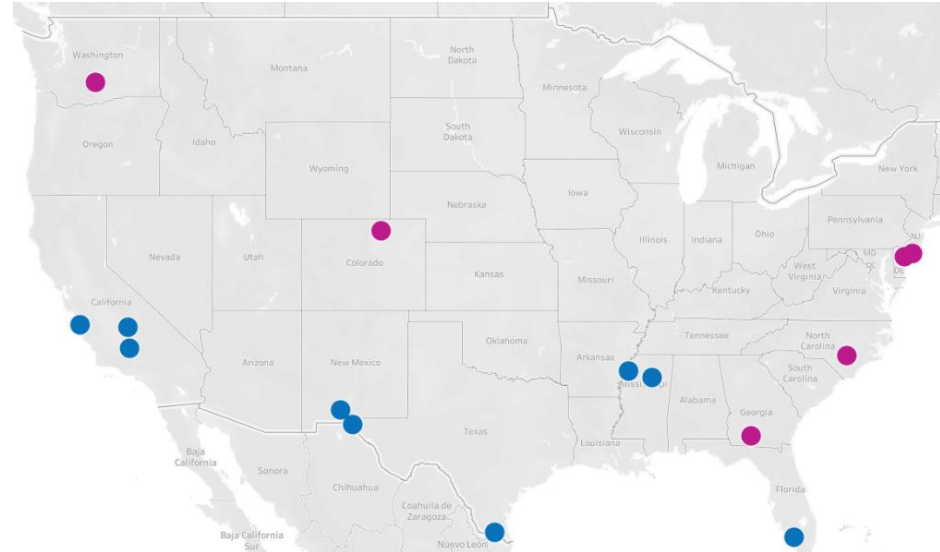 Washington
Montana
North
Dakota
Minnesota
Oregon
Idaho
South
Dakota
Wisconsin
Michigan
New York
Wyoming
Iowa
Nebraska
Pennsylvania
Nevada
Utah
Colorado
Illinois
Indiana
Ohio
NJ
MD
DC
Kansas
Missouri
West
Virginia
Kentucky
Virginia
California
Tennessee
North
Carolina
Oklahoma
Arkansas
Arizona
New Mexico
South
Carolina
Alabama
Georgia
Texas
Louisiana
Baja
California
Sonora
Chihuahua
Florida
Coahuila de
Zaragoza
Baja California
Sur
Nuevo León